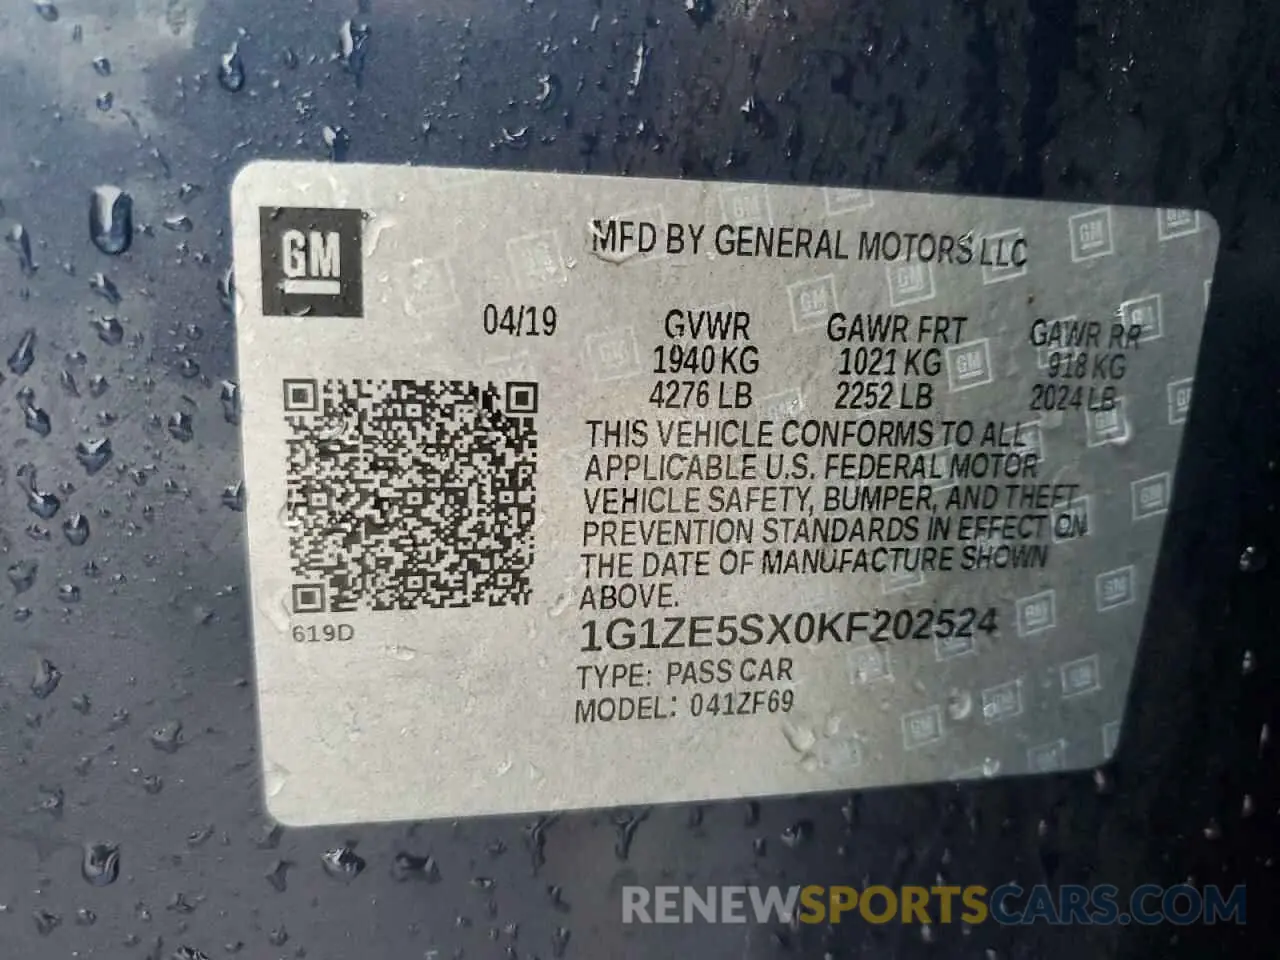 GM
MFD BY GENERAL MOTORS LLC
04/19
GVWR
1940 KG
4276 LB
GAWR FRT
1021 KG
2252 LB
GAWR RR
918 KG
2024 LB
THIS VEHICLE CONFORMS TO ALL
APPLICABLE U.S. FEDERAL MOTOR
VEHICLE SAFETY, BUMPER, AND THEFT
PREVENTION STANDARDS IN EFFECT ON
THE DATE OF MANUFACTURE SHOWN
ABOVE.
619D
1G1ZE5SX0KF202524
TYPE: PASS CAR
MODEL: 041ZF69
RENEWSPORTSCARS.COM